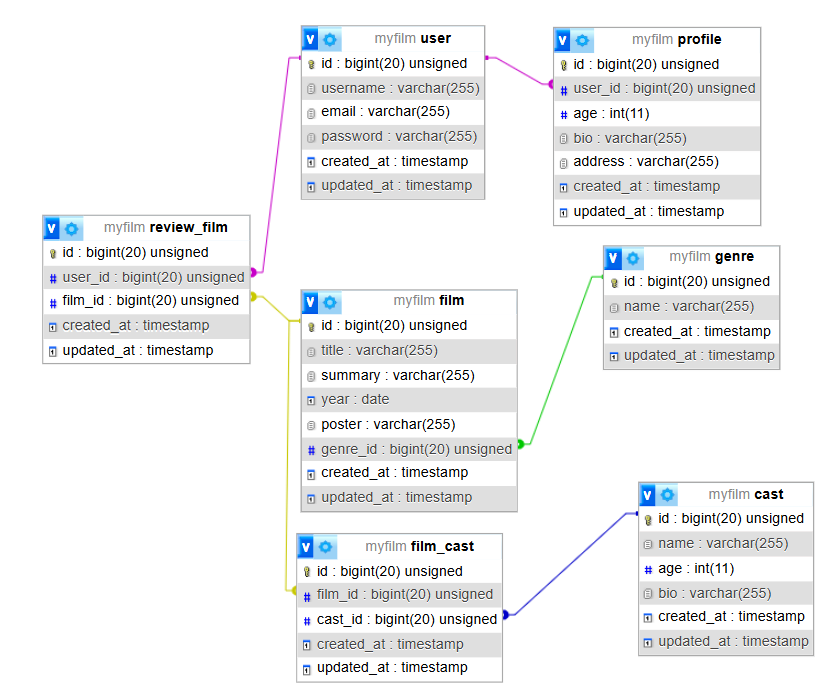 V myfilm user
id : bigint(20) unsigned
username : varchar(255)
email : varchar(255)
password : varchar(255)
created_at : timestamp
updated_at : timestamp
V myfilm profile
id : bigint(20) unsigned
# user_id : bigint(20) unsigned
# age : int(11)
bio : varchar(255)
address : varchar(255)
created_at : timestamp
updated_at : timestamp
V myfilm review_film
id : bigint(20) unsigned
# user_id : bigint(20) unsigned
# film_id : bigint(20) unsigned
created_at : timestamp
updated_at : timestamp
V myfilm film
id : bigint(20) unsigned
title : varchar(255)
summary : varchar(255)
year : date
poster : varchar(255)
# genre_id : bigint(20) unsigned
created_at : timestamp
updated_at : timestamp
V myfilm genre
id : bigint(20) unsigned
name : varchar(255)
created_at : timestamp
updated_at : timestamp
V myfilm film_cast
id : bigint(20) unsigned
# film_id : bigint(20) unsigned
# cast_id : bigint(20) unsigned
created_at : timestamp
updated_at : timestamp
V myfilm cast
id : bigint(20) unsigned
name : varchar(255)
# age : int(11)
bio : varchar(255)
created_at : timestamp
updated_at : timestamp